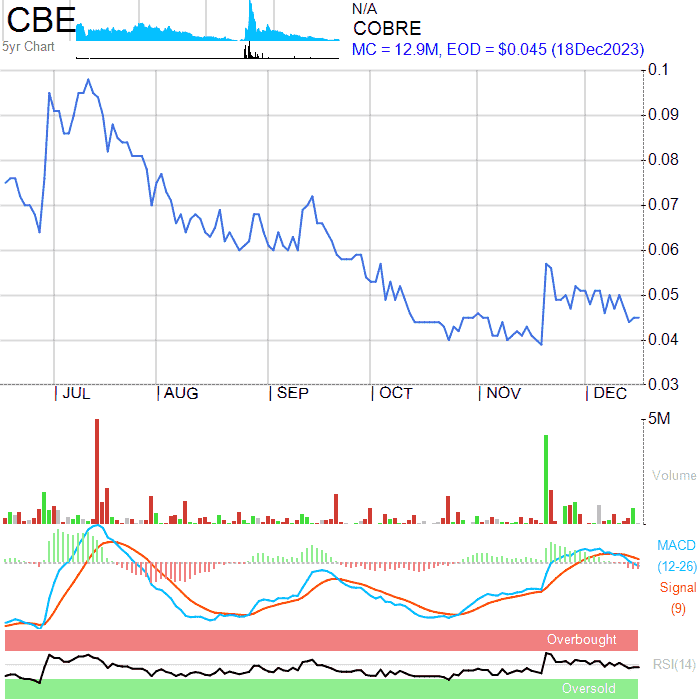 CBE
5yr Chart
N/A
COBRE
MC = 12.9M, EOD = $0.045 (18Dec2023)
0.1
0.09
0.08
0.07
0.06
0.05
0.04
0.03
JUL AUG SEP OCT NOV DEC
5M
Volume
MACD
(12-26)
Signal
(9)
Overbought
RSI(14)
Oversold